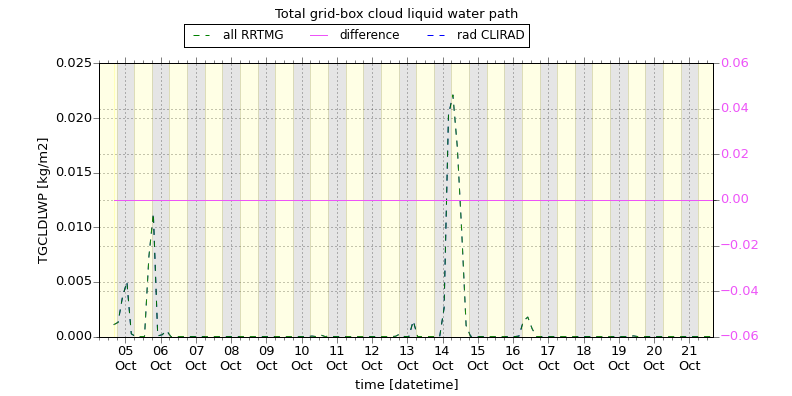 Total grid-box cloud liquid water path
all RRTMG difference rad CLIRAD
0.025
0.020
0.015
0.010
0.005
0.000
TGCLDLWP [kg/m2]
0.06
0.04
0.02
0.00
−0.02
−0.04
−0.06
05 06 07 08 09 10 11 12 13 14 15 16 17 18 19 20 21
Oct Oct Oct Oct Oct Oct Oct Oct Oct Oct Oct Oct Oct Oct Oct Oct Oct
time [datetime]